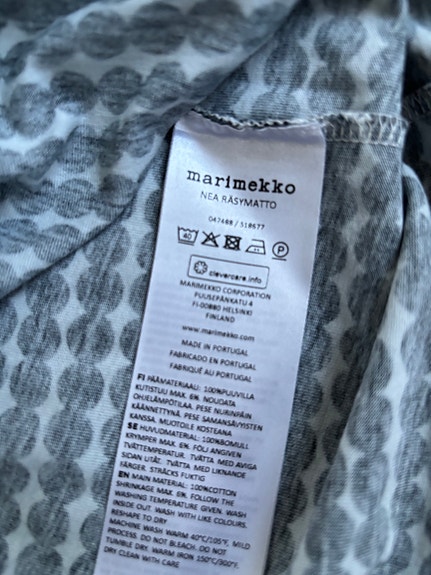 marimekko
NEA RÄSYMATTO
047488 / 518677
40 P
clevercare.info
MARIMEKKO CORPORATION
PUUSEPÄNKATU 4
FI-00880 HELSINKI
FINLAND
www.marimekko.com
MADE IN PORTUGAL
FABRICADO EN PORTUGAL
FABRIQUÉ AU PORTUGAL
FI PÄÄMATERIAALI: 100%PUUVILLA
KUTISTUU MAX. 6%. NOUDATA
OHJELÄMPÖTILAA. PESE NURINPÄIN
KÄÄNNETTYNÄ. PESE SAMANSÄVYISTEN
KANSSA. MUOTOILE KOSTEANA
SE HUVUDMATERIAL: 100%BOMULL
KRYMPER MAX. 6%. FÖLJ ANGIVEN
TVÄTTEMPERATUR. TVÄTTA MED AVIGA
SIDAN UTÅT. TVÄTTA MED LIKNANDE
FÄRGER. STRÄCKS FUKTIG
EN MAIN MATERIAL: 100%COTTON
SHRINKAGE MAX. 6%. FOLLOW THE
WASHING TEMPERATURE GIVEN. WASH
INSIDE OUT. WASH WITH LIKE COLOURS.
RESHAPE TO DRY
MACHINE WASH WARM 40°C/105°F, MILD
PROCESS. DO NOT BLEACH. DO NOT
TUMBLE DRY. WARM IRON 150°C/300°F.
DRY CLEAN WITH CARE